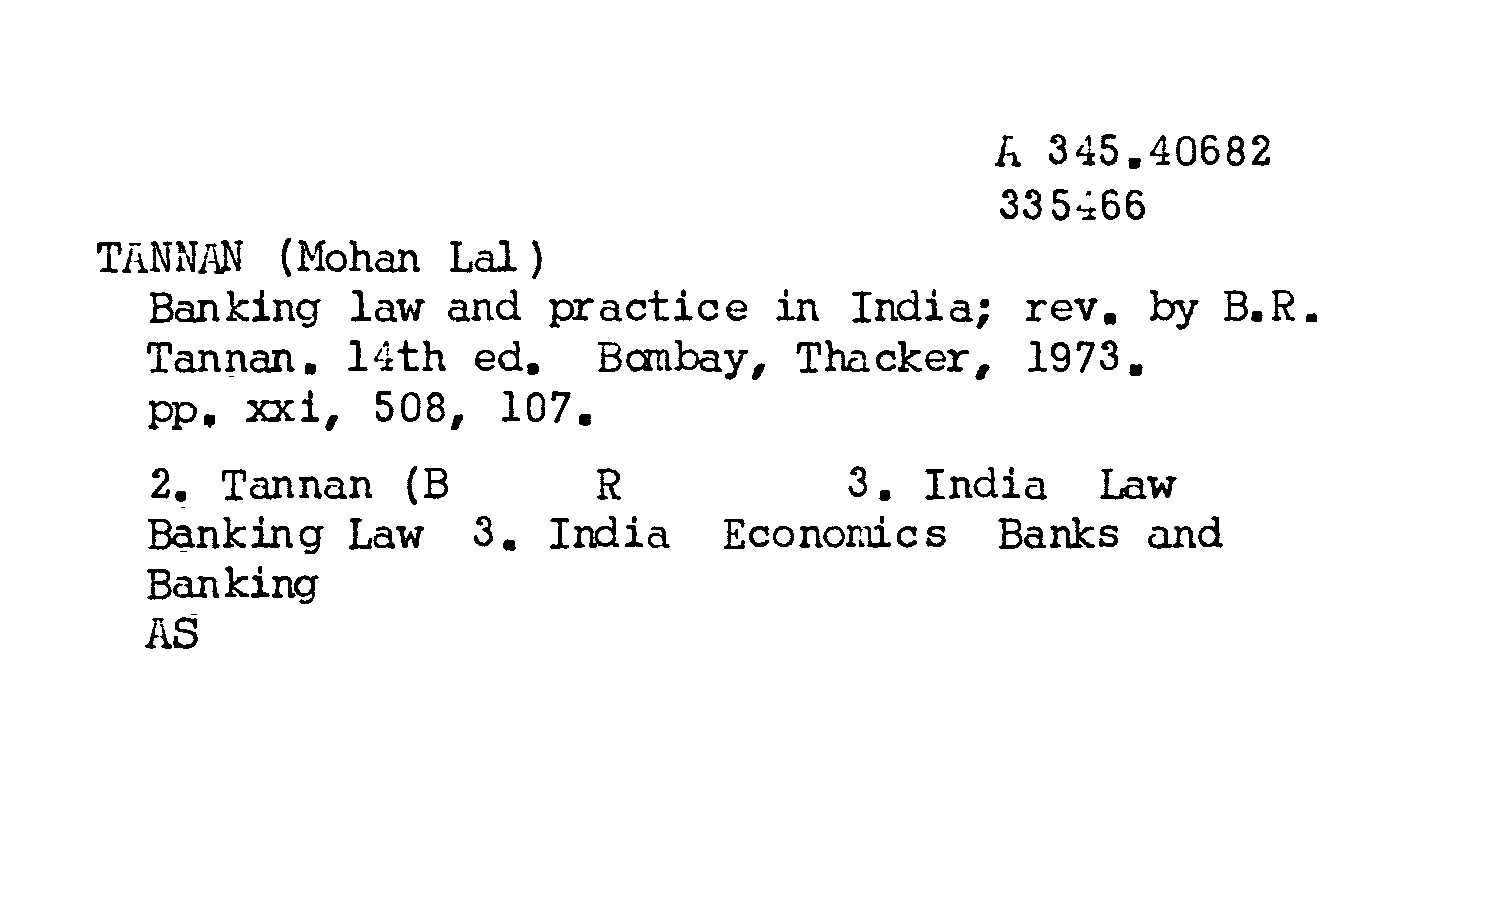 A 345.40682
335466
TANNAN (Mohan Lal)
Banking law and practice in India; rev. by B.R.
Tannan. 14th ed. Bombay, Thacker, 1973.
pp. xxi, 508, 107.
2. Tannan (B R 3. India Law
Banking Law 3. India Economics Banks and
Banking
AS